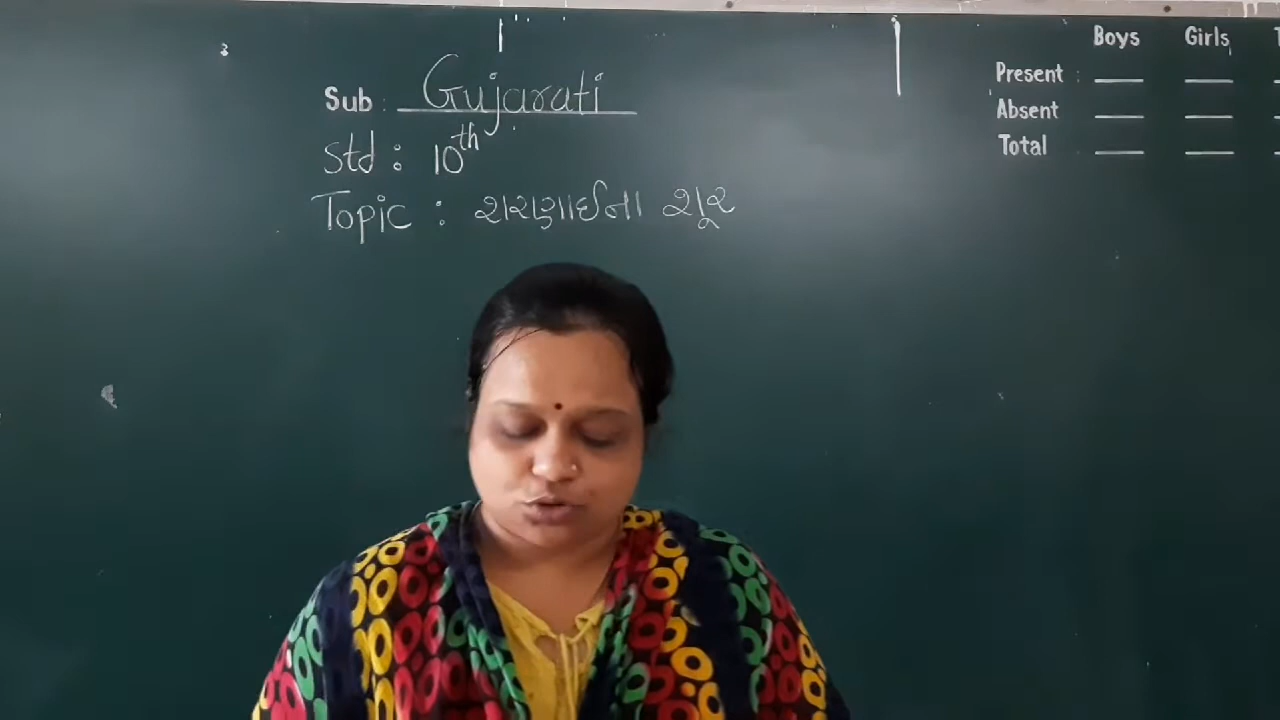 Sub : Gujarati
Std : 10th
Topic : શરણાઈના શૂર
Boys Girls
Present :
Absent
Total